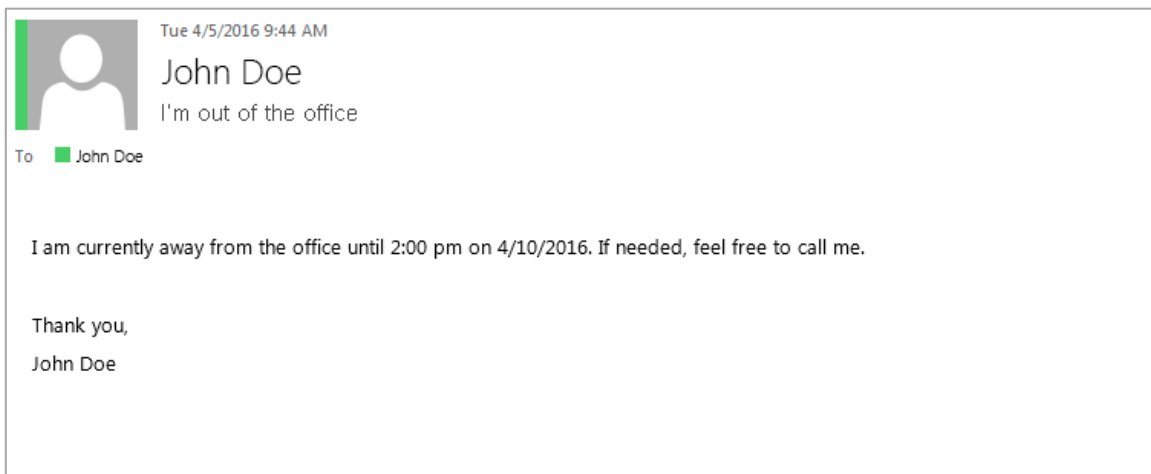 Tue 4/5/2016 9:44 AM
John Doe
I'm out of the office
To John Doe
I am currently away from the office until 2:00 pm on 4/10/2016. If needed, feel free to call me.
Thank you,
John Doe